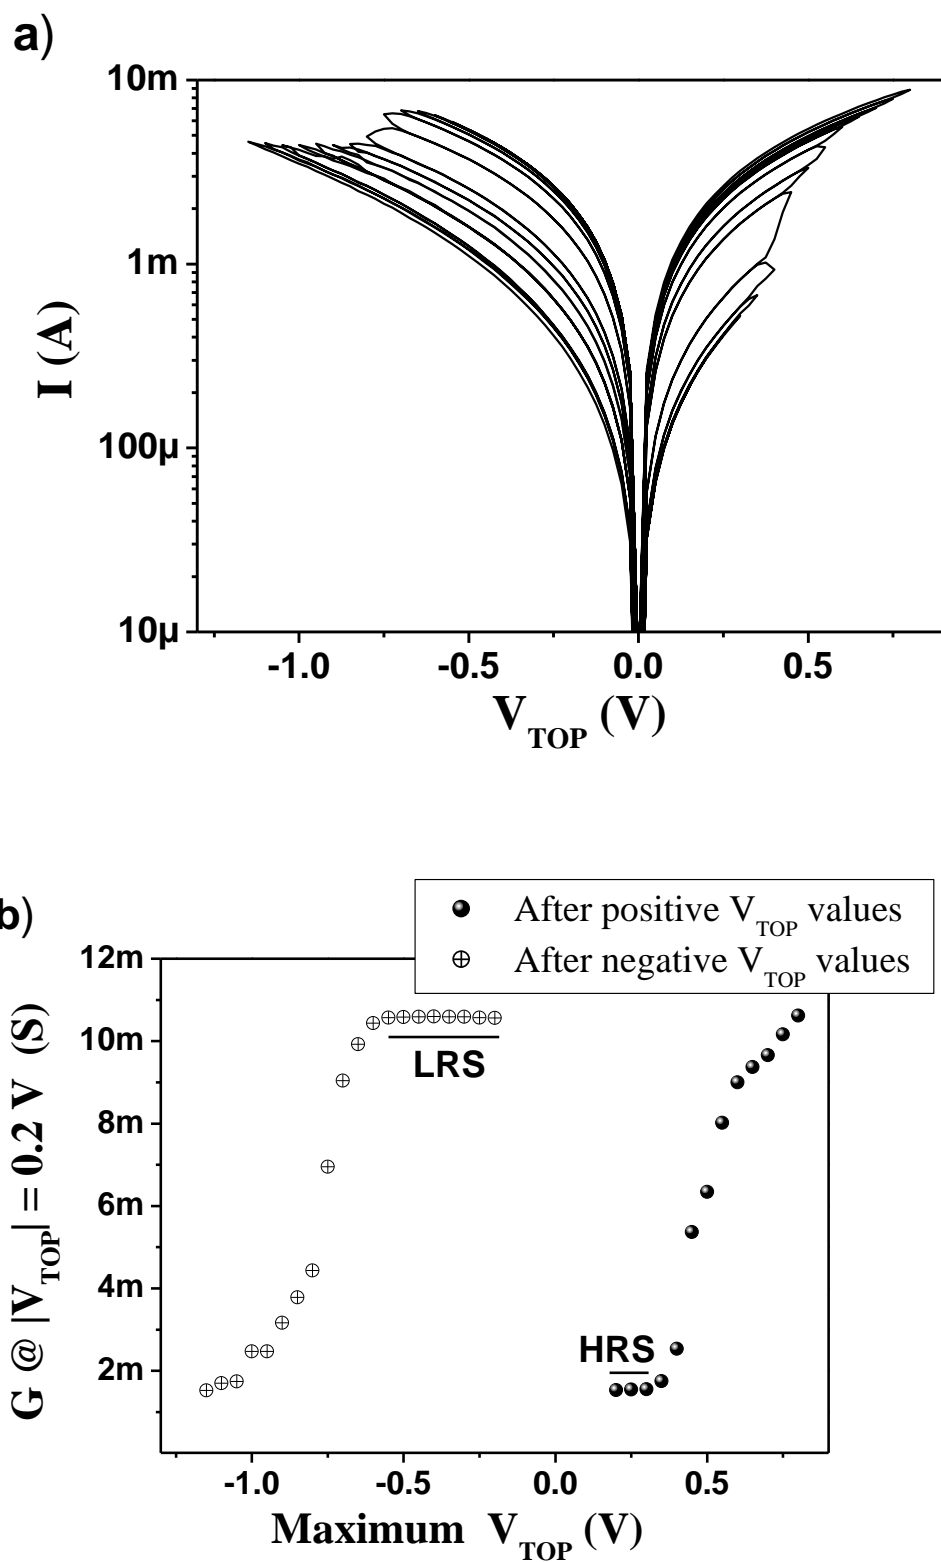 a)
10m
1m
100µ
10µ
I (A)
-1.0 -0.5 0.0 0.5
V_TOP (V)
b)
After positive V_TOP values
After negative V_TOP values
12m
10m
8m
6m
4m
2m
G @ |V_TOP| = 0.2 V (S)
LRS
HRS
-1.0 -0.5 0.0 0.5
Maximum V_TOP (V)